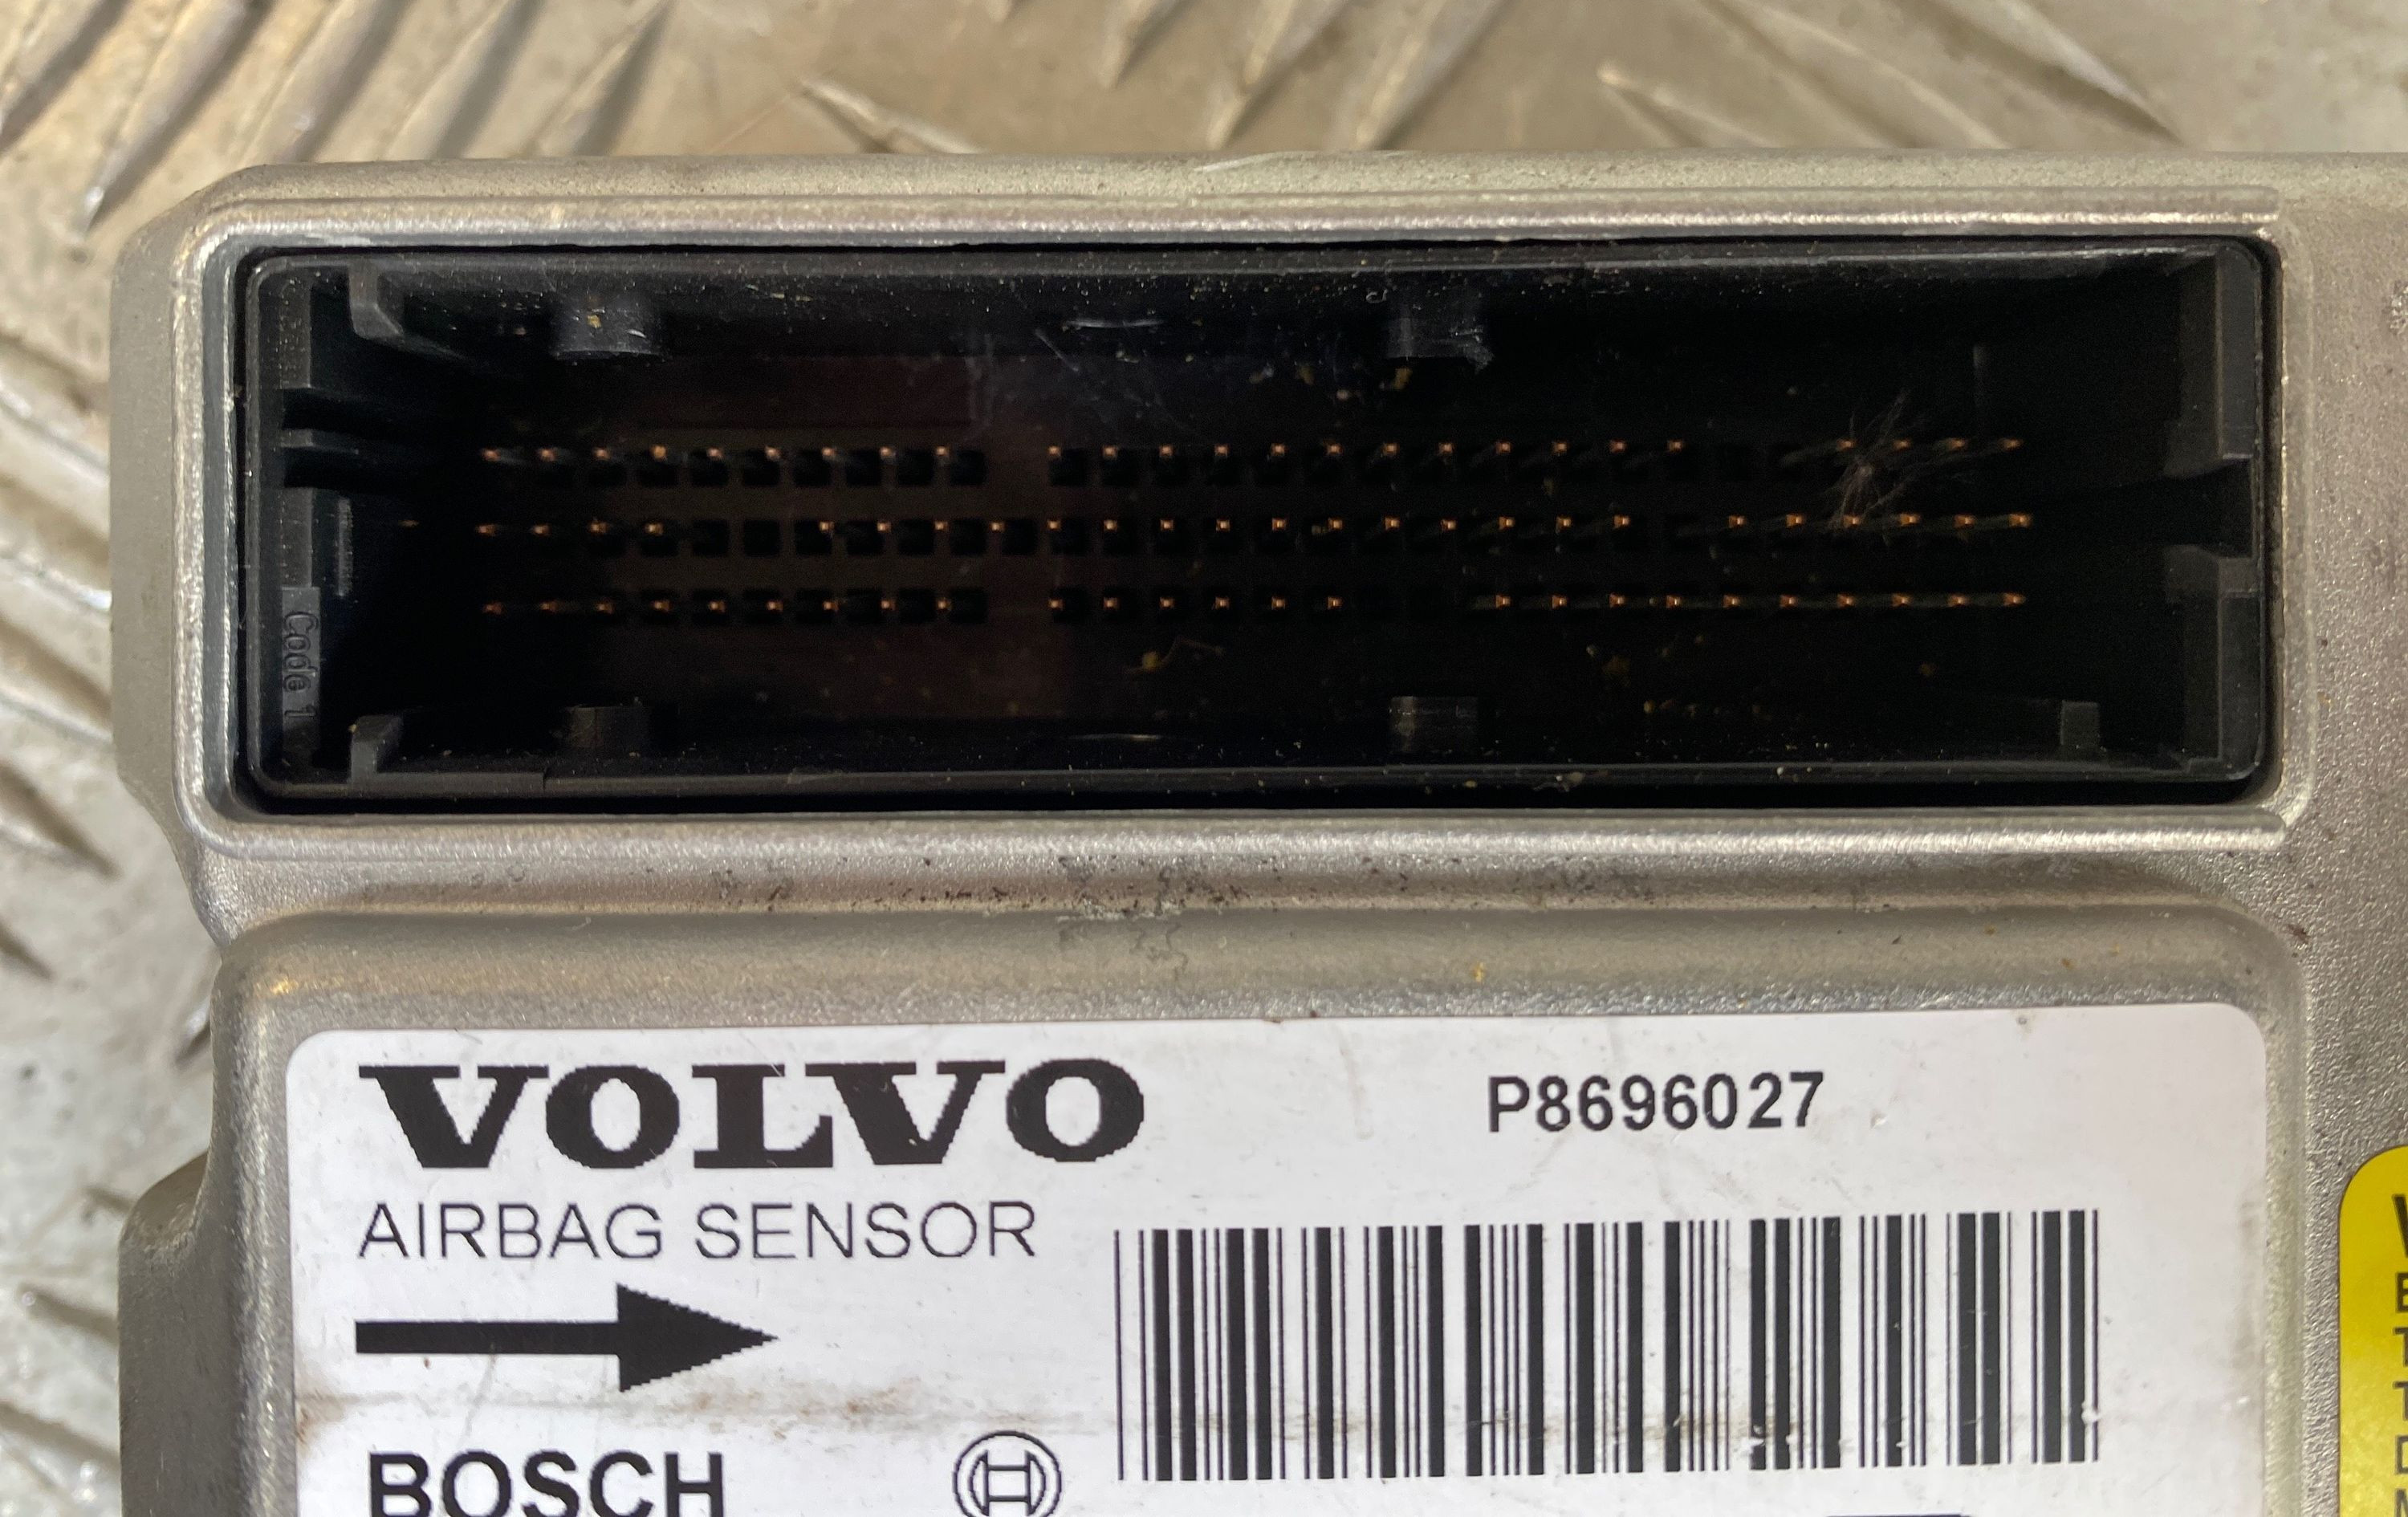 Code 1
VOLVO
P8696027
AIRBAG SENSOR
BOSCH